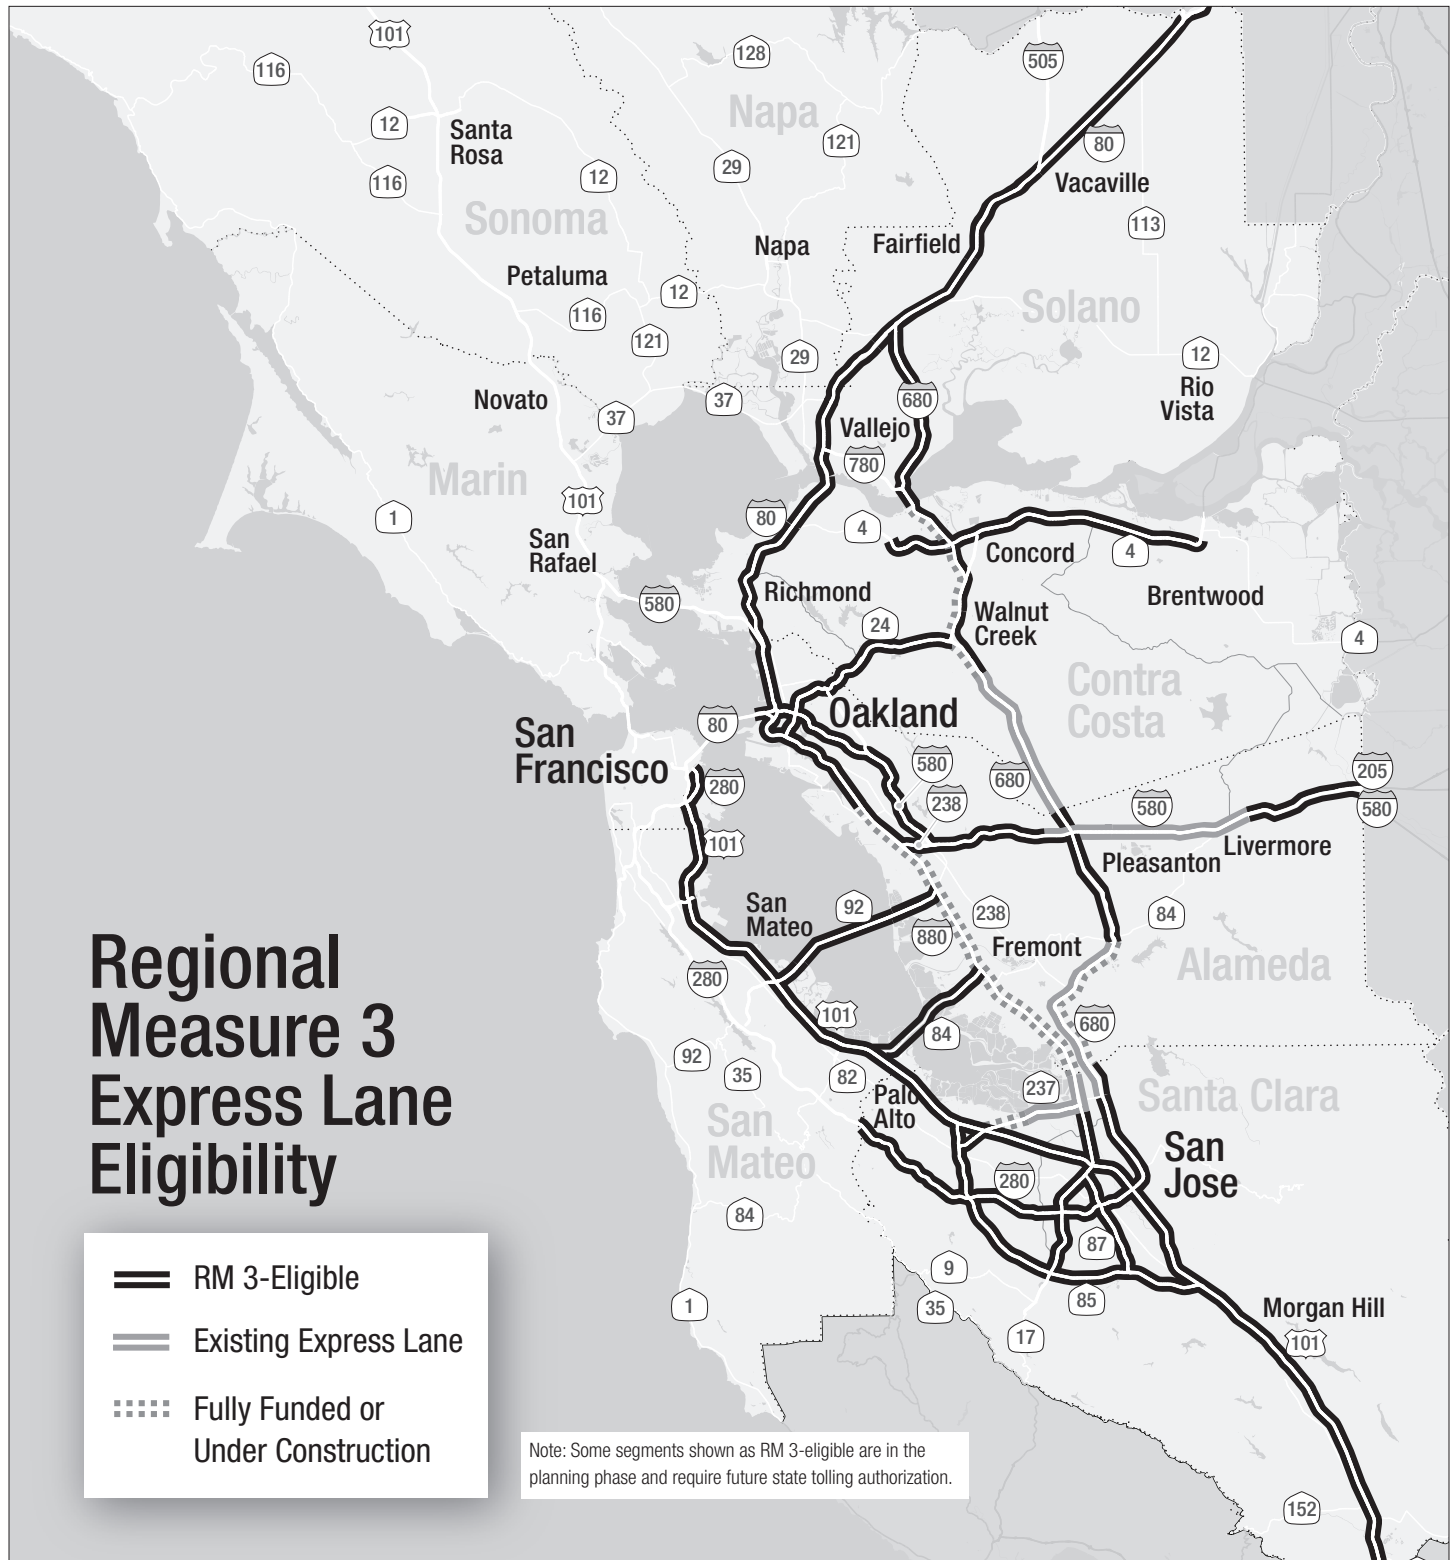 101
116
128
505
Napa
12
Santa
Rosa
121
80
116
12
29
Vacaville
Sonoma
113
Napa
Fairfield
Petaluma
12
116
Solano
121
29
12
Rio
Vista
Novato
37
37
680
Vallejo
780
Marin
101
1
80
4
San
Rafael
Concord
4
Richmond
580
Brentwood
Walnut
Creek
24
4
Contra
Costa
Oakland
80
San
Francisco
580
680
205
280
238
580
580
101
Livermore
Pleasanton
San
Mateo
92
238
84
880
Fremont
Alameda
280
101
84
680
92
35
82
237
Palo
Alto
Santa Clara
San
Mateo
San
Jose
280
84
87
9
35
85
1
17
Morgan Hill
101
152
Regional
Measure 3
Express Lane
Eligibility
RM 3-Eligible
Existing Express Lane
Fully Funded or
Under Construction
Note: Some segments shown as RM 3-eligible are in the
planning phase and require future state tolling authorization.